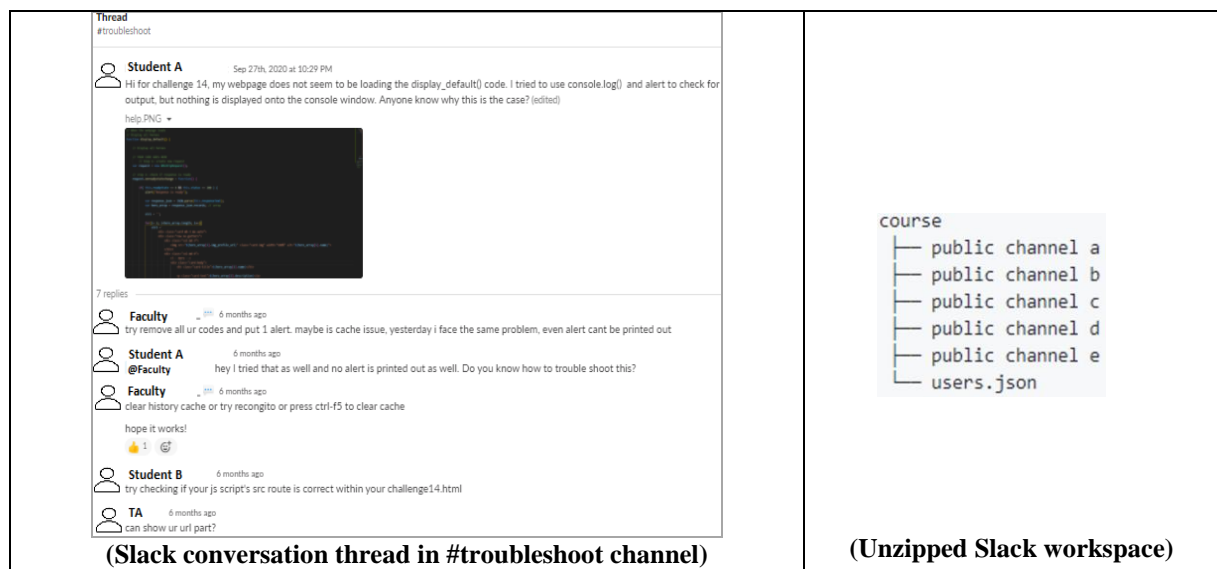 Thread
#troubleshoot
Student A Sep 27th, 2020 at 10:29 PM
Hi for challenge 14, my webpage does not seem to be loading the display_default() code. I tried to use console.log() and alert to check for
output, but nothing is displayed onto the console window. Anyone know why this is the case? (edited)
help.PNG
7 replies
Faculty 6 months ago
try remove all ur codes and put 1 alert. maybe is cache issue, yesterday i face the same problem, even alert cant be printed out
Student A 6 months ago
@Faculty hey I tried that as well and no alert is printed out as well. Do you know how to trouble shoot this?
Faculty 6 months ago
clear history cache or try recongito or press ctrl-f5 to clear cache
hope it works!
1
Student B 6 months ago
try checking if your js script's src route is correct within your challenge14.html
TA 6 months ago
can show ur url part?
(Slack conversation thread in #troubleshoot channel)
course
├── public channel a
├── public channel b
├── public channel c
├── public channel d
├── public channel e
└── users.json
(Unzipped Slack workspace)